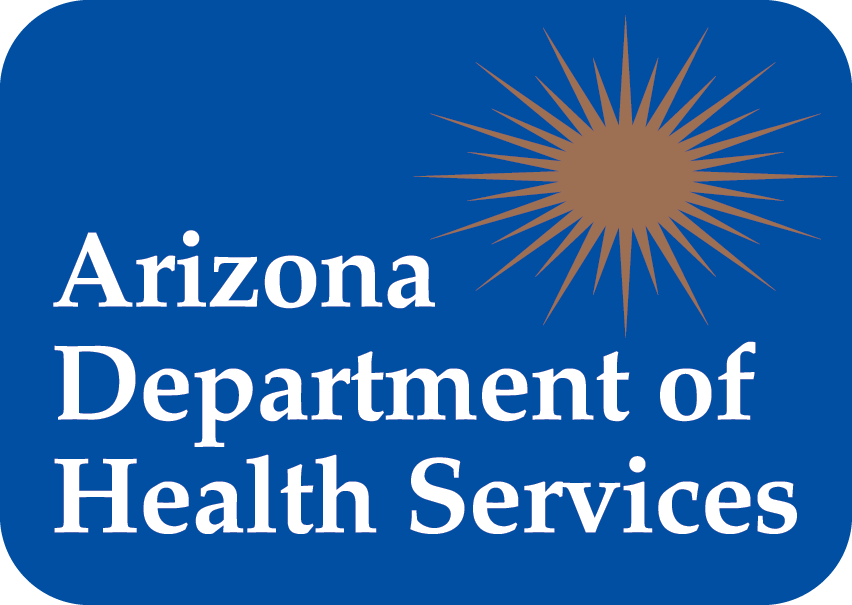 Arizona
Department of
Health Services